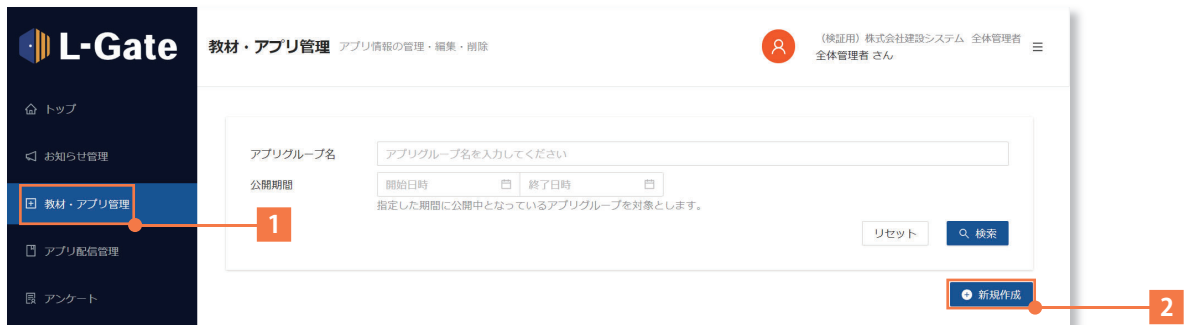 L-Gate
教材・アプリ管理 アプリ情報の管理・編集・削除
(検証用) 株式会社建設システム 全体管理者
全体管理者 さん
トップ
お知らせ管理
教材・アプリ管理
アプリ配信管理
アンケート
1
アプリグループ名 アプリグループ名を入力してください
公開期間 開始日時 終了日時
指定した期間に公開中となっているアプリグループを対象とします。
リセット 検索
新規作成
2